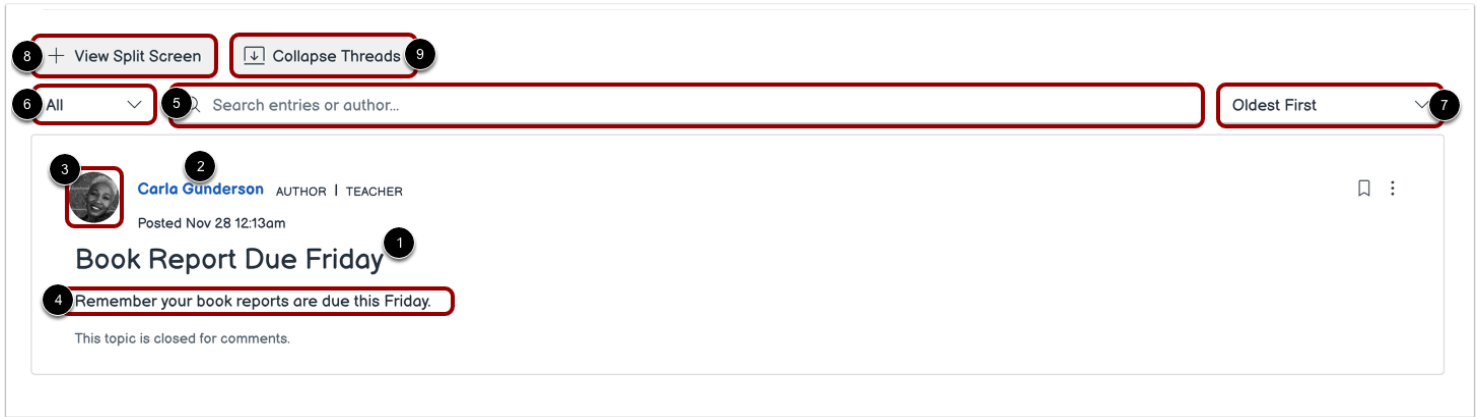 8 View Split Screen 9 Collapse Threads
6 All 5 Search entries or author... Oldest First 7
3 2
Carla Gunderson AUTHOR | TEACHER
Posted Nov 28 12:13am
Book Report Due Friday 1
4 Remember your book reports are due this Friday.
This topic is closed for comments.